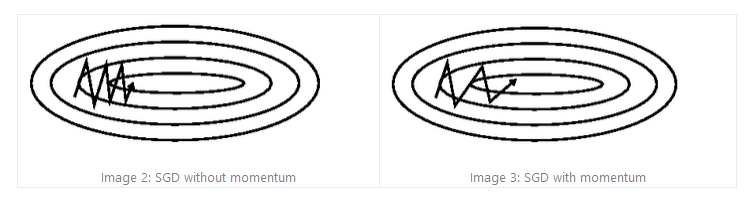 Image 2: SGD without momentum
Image 3: SGD with momentum